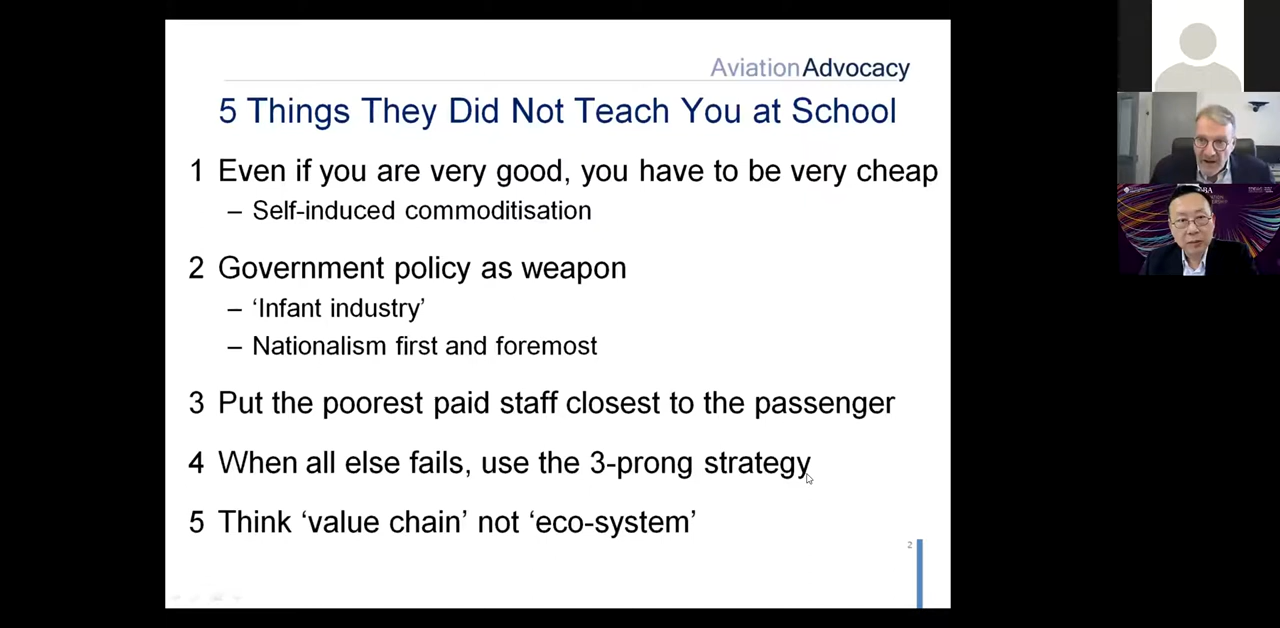 AviationAdvocacy
5 Things They Did Not Teach You at School
1 Even if you are very good, you have to be very cheap
– Self-induced commoditisation
2 Government policy as weapon
– ‘Infant industry’
– Nationalism first and foremost
3 Put the poorest paid staff closest to the passenger
4 When all else fails, use the 3-prong strategy
5 Think ‘value chain’ not ‘eco-system’
2